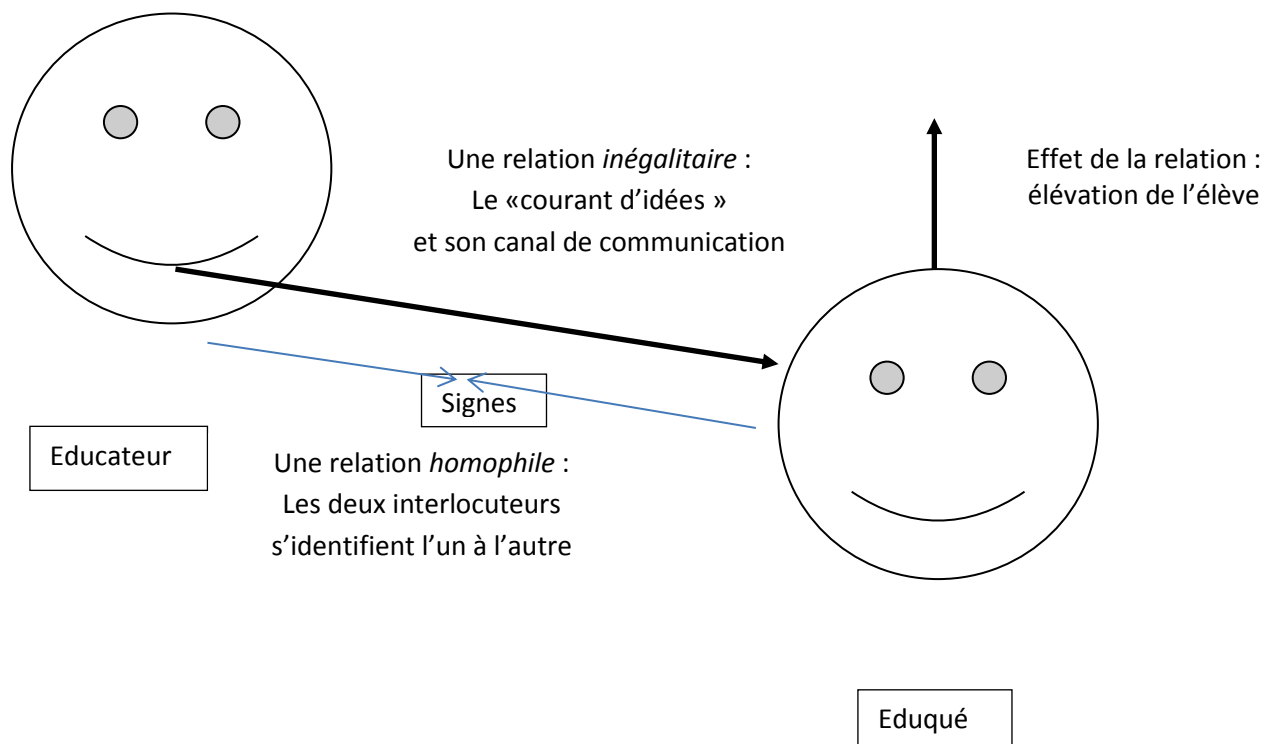 Une relation inégalitaire :
Le «courant d’idées »
et son canal de communication
Effet de la relation :
élévation de l’élève
Signes
Educateur
Une relation homophile :
Les deux interlocuteurs
s’identifient l’un à l’autre
Eduqué